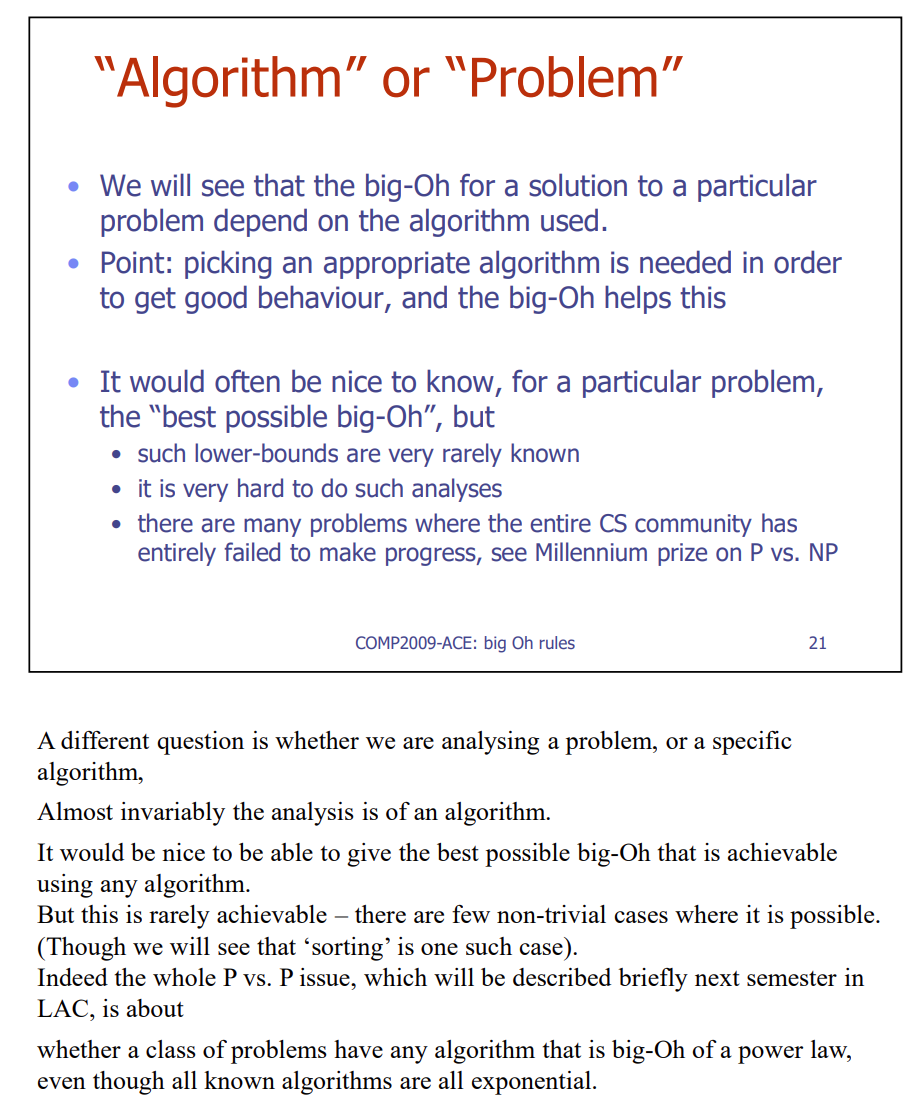 “Algorithm” or “Problem”
• We will see that the big-Oh for a solution to a particular
problem depend on the algorithm used.
• Point: picking an appropriate algorithm is needed in order
to get good behaviour, and the big-Oh helps this
• It would often be nice to know, for a particular problem,
the “best possible big-Oh”, but
• such lower-bounds are very rarely known
• it is very hard to do such analyses
• there are many problems where the entire CS community has
entirely failed to make progress, see Millennium prize on P vs. NP
COMP2009-ACE: big Oh rules 21
A different question is whether we are analysing a problem, or a specific
algorithm,
Almost invariably the analysis is of an algorithm.
It would be nice to be able to give the best possible big-Oh that is achievable
using any algorithm.
But this is rarely achievable – there are few non-trivial cases where it is possible.
(Though we will see that ‘sorting’ is one such case).
Indeed the whole P vs. P issue, which will be described briefly next semester in
LAC, is about
whether a class of problems have any algorithm that is big-Oh of a power law,
even though all known algorithms are all exponential.